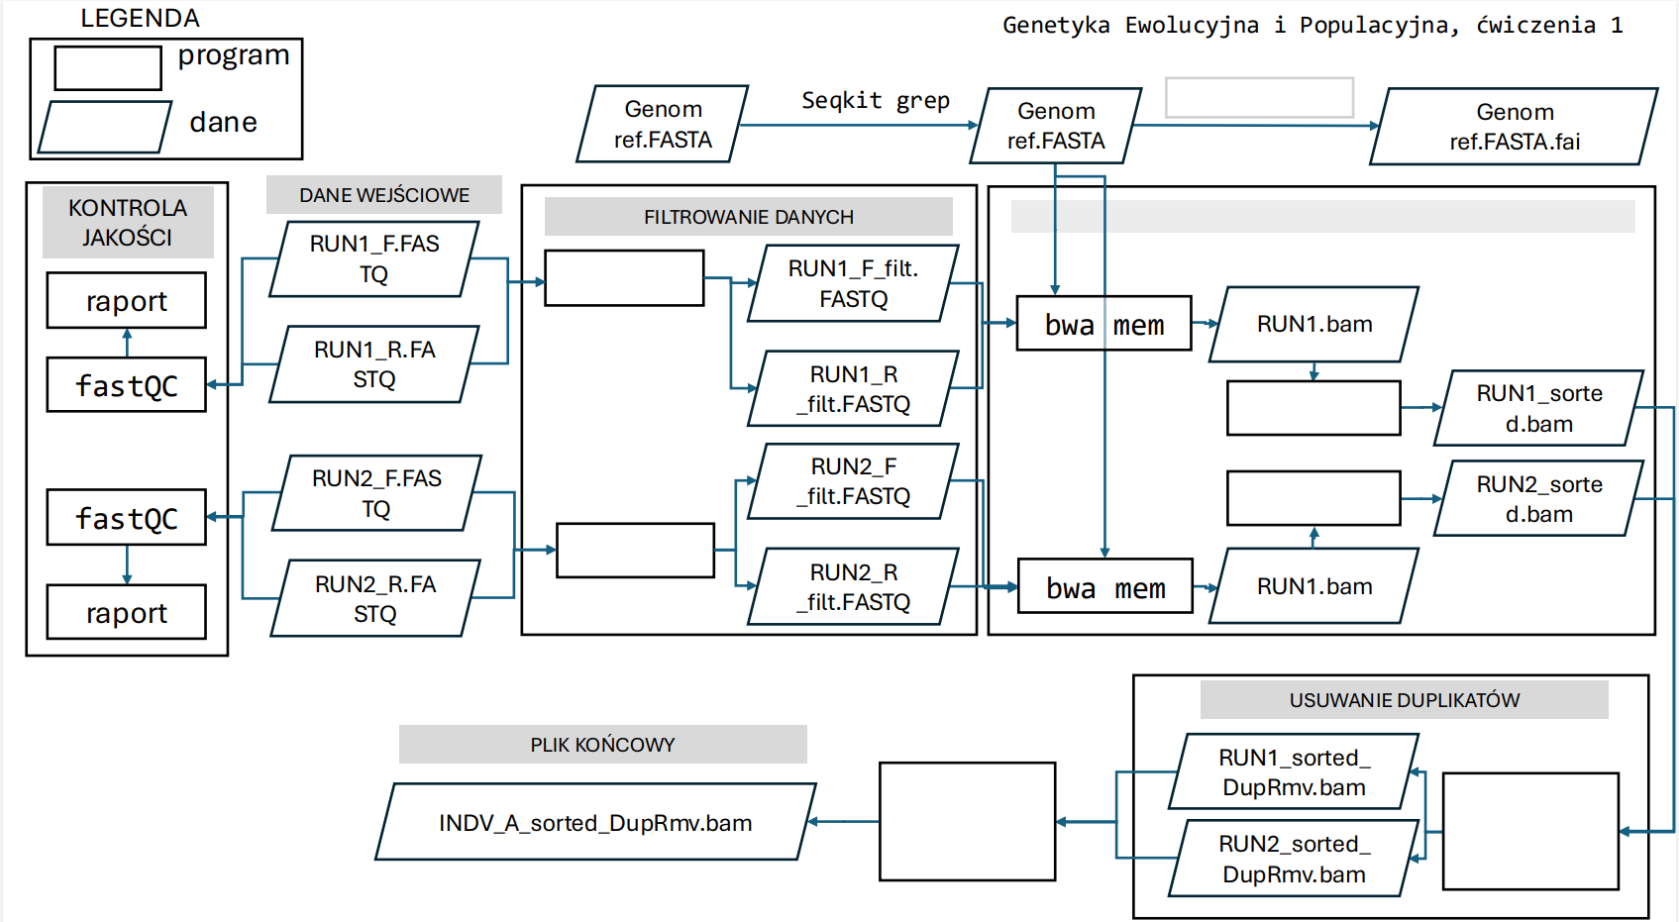 LEGENDA
program
dane
Genetyka Ewolucyjna i Populacyjna, ćwiczenia 1
Genom
ref.FASTA
Seqkit grep
Genom
ref.FASTA
Genom
ref.FASTA.fai
KONTROLA
JAKOŚCI
raport
fastQC
fastQC
raport
DANE WEJŚCIOWE
RUN1_F.FAS
TQ
RUN1_R.FA
STQ
RUN2_F.FAS
TQ
RUN2_R.FA
STQ
FILTROWANIE DANYCH
RUN1_F_filt.
FASTQ
RUN1_R
_filt.FASTQ
RUN2_F
_filt.FASTQ
RUN2_R
_filt.FASTQ
bwa mem
RUN1.bam
RUN1_sorte
d.bam
RUN2_sorte
d.bam
bwa mem
RUN1.bam
USUWANIE DUPLIKATÓW
RUN1_sorted_
DupRmv.bam
RUN2_sorted_
DupRmv.bam
PLIK KOŃCOWY
INDV_A_sorted_DupRmv.bam